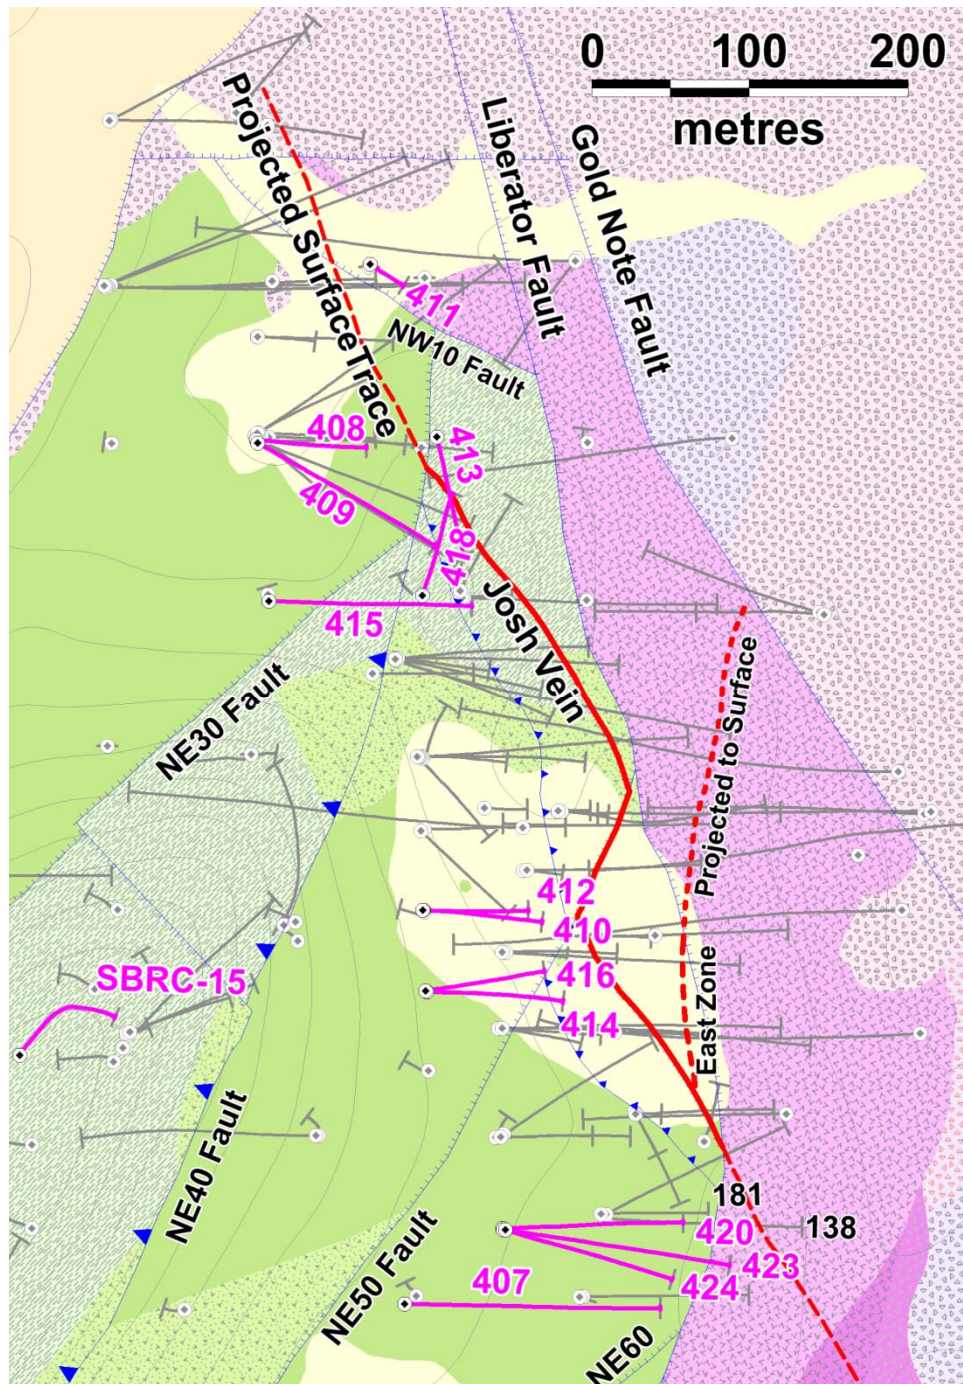 0 100 200
metres
Projected Surface Trace
Liberator Fault
Gold Note Fault
411
NW10 Fault
408
413
409
418
415
Josh Vein
NE30 Fault
Projected to Surface
412
410
SBRC-15
416
414
East Zone
NE40 Fault
181
420
138
423
424
NE50 Fault
407
NE60